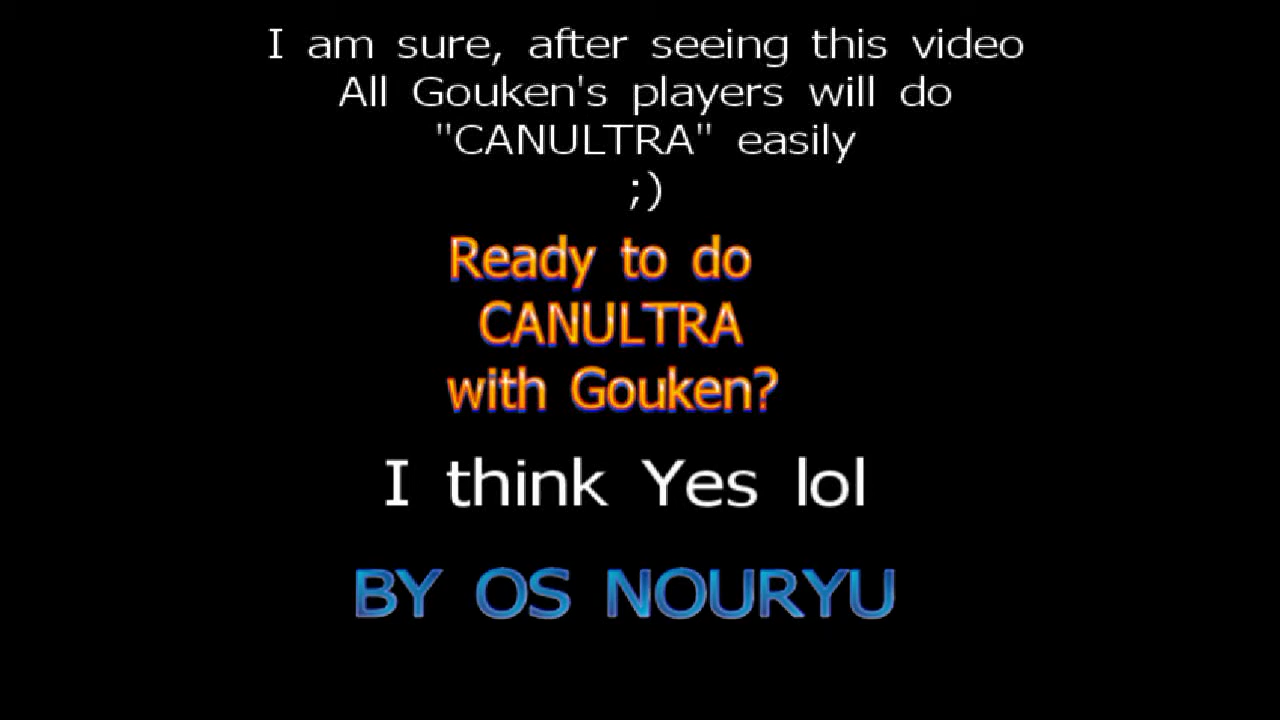 I am sure, after seeing this video
All Gouken's players will do
"CANULTRA" easily
;)
Ready to do
CANULTRA
with Gouken?
I think Yes lol
BY OS NOURYU